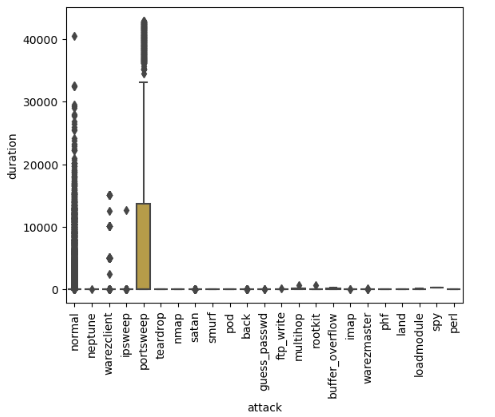 40000
30000
20000
10000
0
duration
normal
neptune
warezclient
ipsweep
portsweep
teardrop
nmap
satan
smurf
pod
back
guess_passwd
ftp_write
multihop
rootkit
buffer_overflow
imap
warezmaster
phf
land
loadmodule
spy
perl
attack